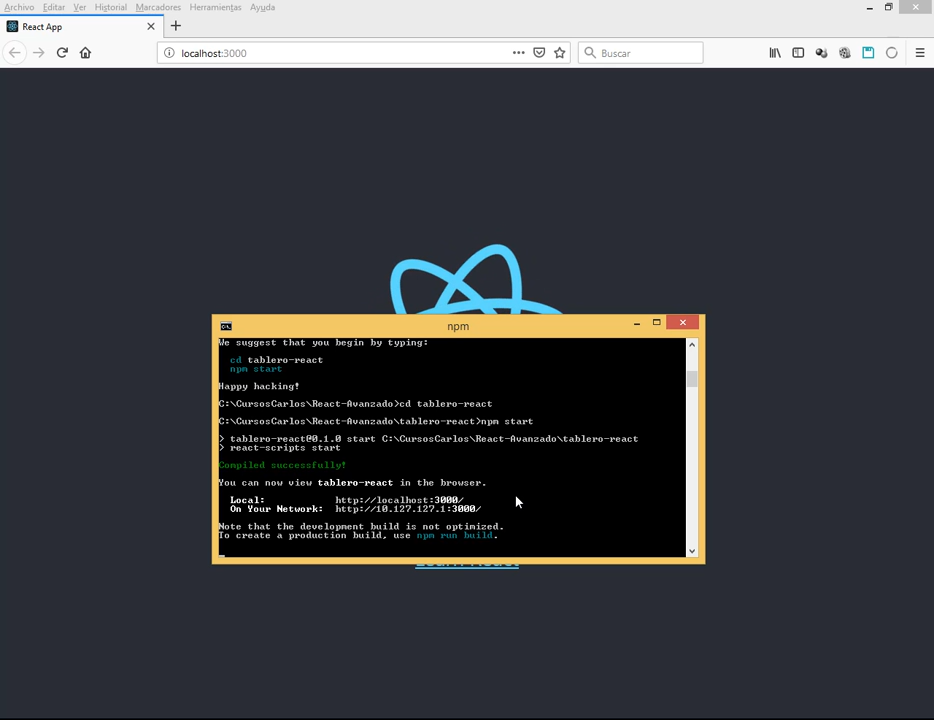 Archivo Editar Ver Historial Marcadores Herramientas Ayuda
React App
localhost:3000
Buscar
npm
We suggest that you begin by typing:
cd tablero-react
npm start
Happy hacking!
C:\CursosCarlos\React-Avanzado>cd tablero-react
C:\CursosCarlos\React-Avanzado\tablero-react>npm start
> tablero-react@0.1.0 start C:\CursosCarlos\React-Avanzado\tablero-react
> react-scripts start
Compiled successfully!
You can now view tablero-react in the browser.
Local: http://localhost:3000/
On Your Network: http://10.127.127.1:3000/
Note that the development build is not optimized.
To create a production build, use npm run build.